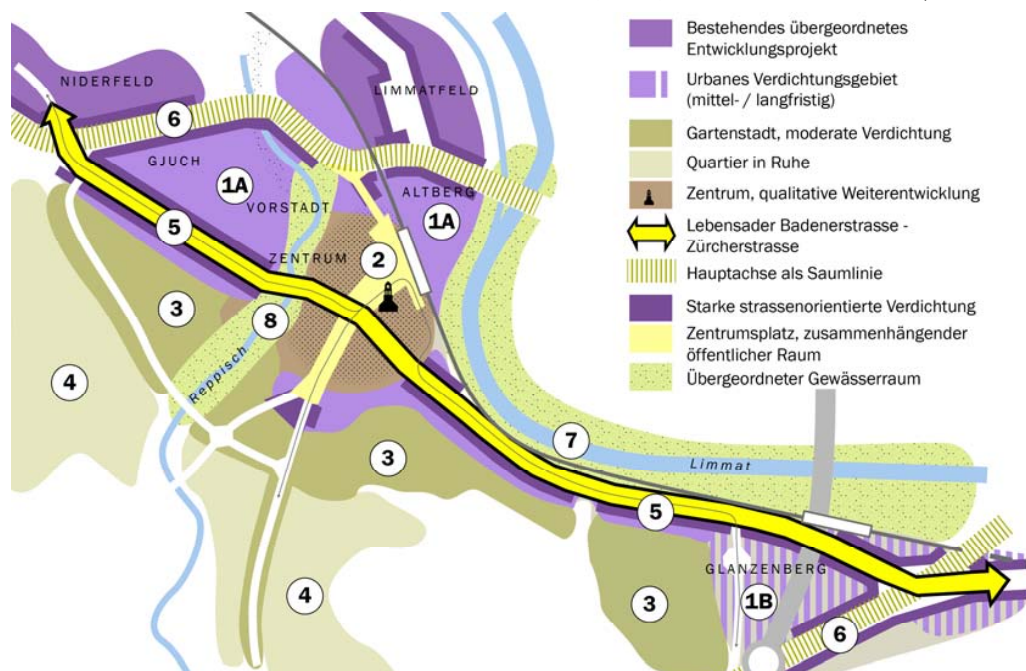 Bestehendes übergeordnetes
Entwicklungsprojekt
Urbanes Verdichtungsgebiet
(mittel- / langfristig)
Gartenstadt, moderate Verdichtung
Quartier in Ruhe
Zentrum, qualitative Weiterentwicklung
Lebensader Badenerstrasse -
Zürcherstrasse
Hauptachse als Saumlinie
Starke strassenorientierte Verdichtung
Zentrumsplatz, zusammenhängender
öffentlicher Raum
Übergeordneter Gewässerraum
NIDERFELD
LIMMATFELD
6
GJUCH
1A
VORSTADT
ALTBERG
1A
5
ZENTRUM
2
3
8
Reppisch
4
3
7
Limmat
5
GLANZENBERG
4
3
1B
6